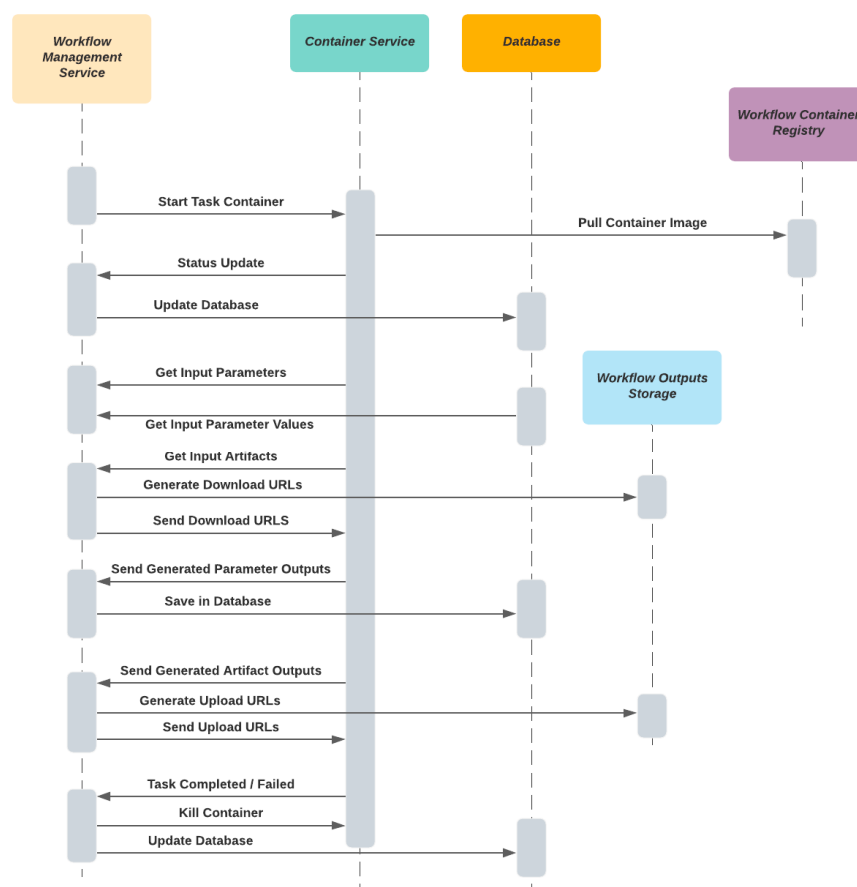 Workflow
Management
Service
Container Service
Database
Workflow Container
Registry
Start Task Container
Pull Container Image
Status Update
Update Database
Get Input Parameters
Workflow Outputs
Storage
Get Input Parameter Values
Get Input Artifacts
Generate Download URLs
Send Download URLS
Send Generated Parameter Outputs
Save in Database
Send Generated Artifact Outputs
Generate Upload URLs
Send Upload URLs
Task Completed / Failed
Kill Container
Update Database